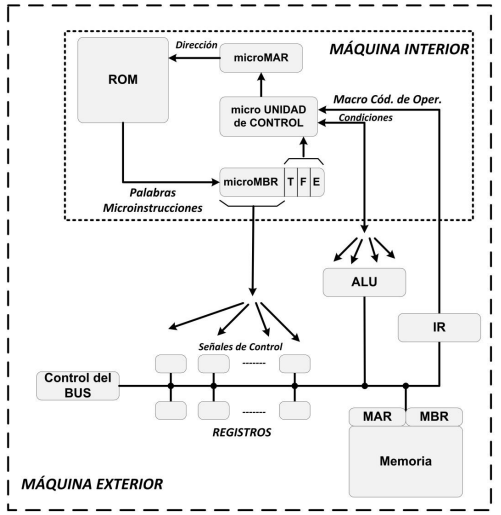 MÁQUINA INTERIOR
Dirección
microMAR
ROM
micro UNIDAD
de CONTROL
Macro Cód. de Oper.
Condiciones
Palabras
Microinstrucciones
microMBR T F E
ALU
IR
Señales de Control
-------
Control del
BUS
-------
REGISTROS
MAR MBR
Memoria
MÁQUINA EXTERIOR